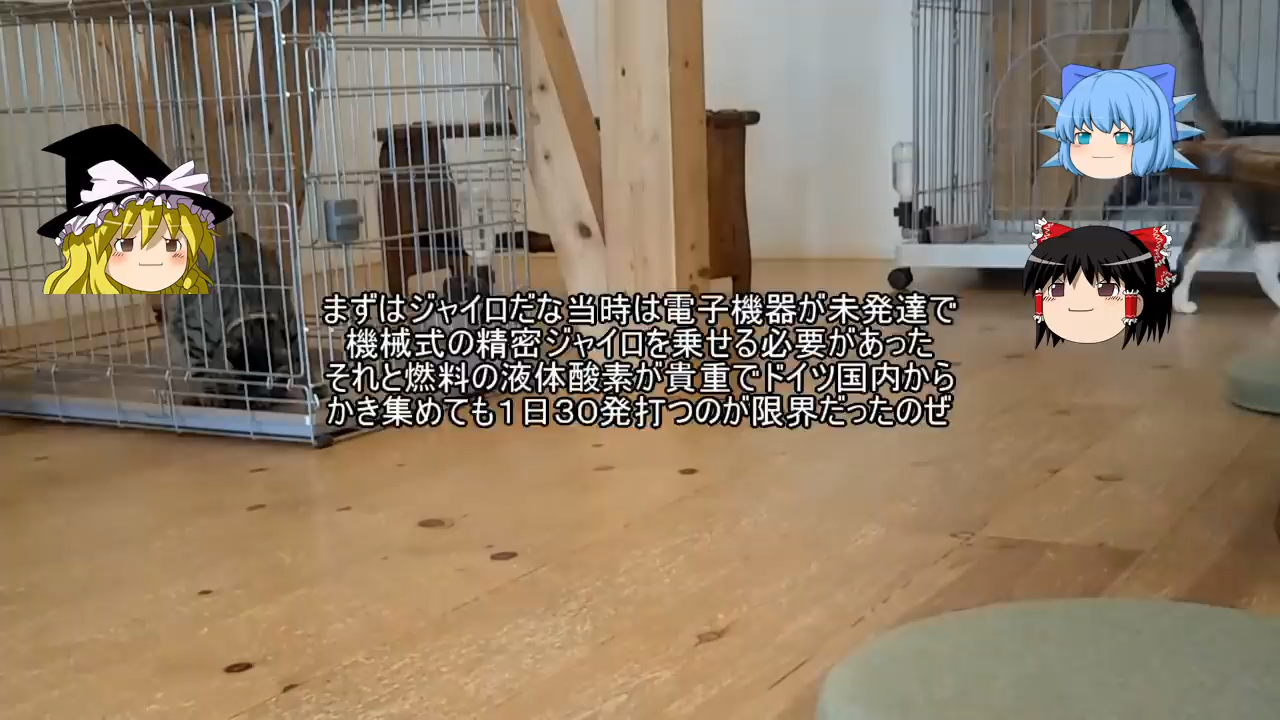 まずはジャイロだな当時は電子機器が未発達で
機械式の精密ジャイロを乗せる必要があった
それと燃料の液体酸素が貴重でドイツ国内から
かき集めても１日３０発打つのが限界だったのぜ